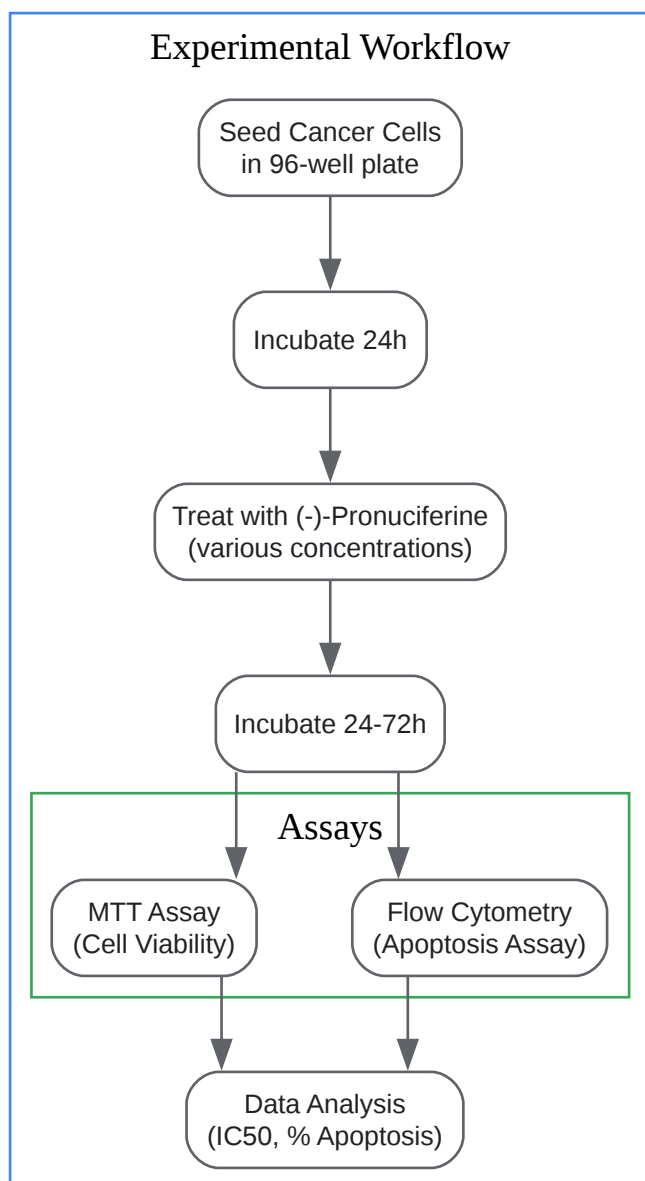 Experimental Workflow
Seed Cancer Cells
in 96-well plate
Incubate 24h
Treat with (-)-Pronuciferine
(various concentrations)
Incubate 24-72h
Assays
MTT Assay
(Cell Viability)
Flow Cytometry
(Apoptosis Assay)
Data Analysis
(IC50, % Apoptosis)